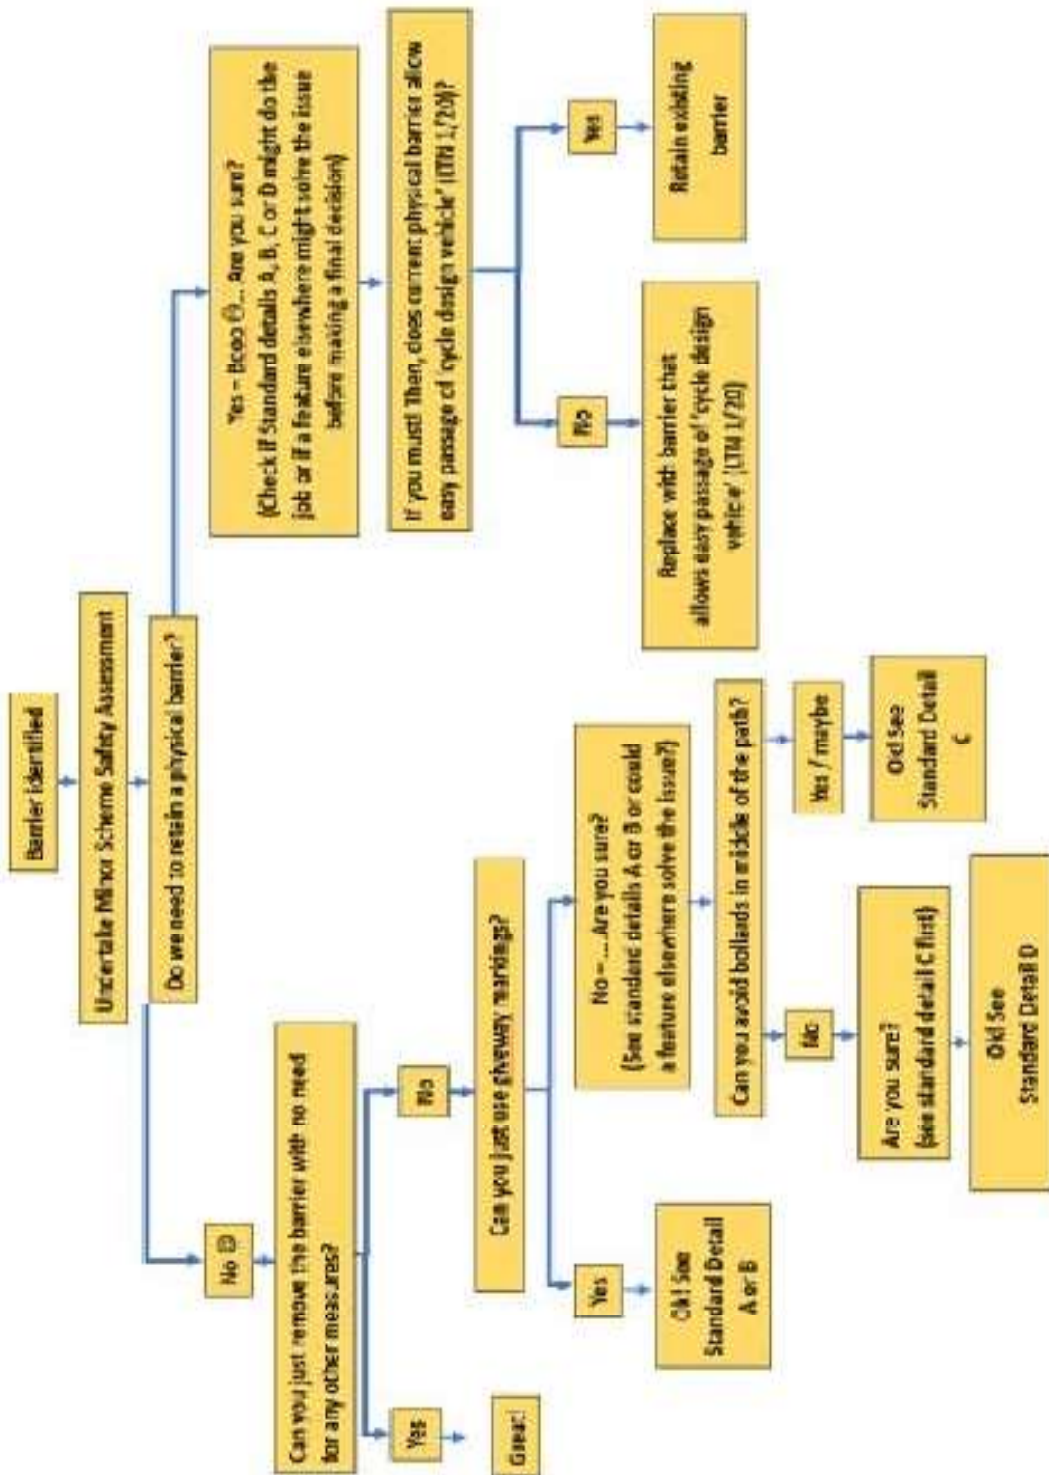 Barrier identified
Undertake Minor Scheme Safety Assessment
Do we need to retain a physical barrier?
No ☺
Can you just remove the barrier with no need
for any other measures?
Yes
Great!
No
Can you just use giveway markings?
Yes
Ok! See
Standard Detail
A or B
No – .... Are you sure?
(See standard details A or B or could
a feature elsewhere solve the issue?)
Can you avoid bollards in middle of the path?
No
Are you sure?
(see standard detail C first)
Ok! See
Standard Detail D
Yes / maybe
Ok! See
Standard Detail
C
Yes – Booo ☹... Are you sure?
(Check if Standard details A, B, C or D might do the
job or if a feature elsewhere might solve the issue
before making a final decision)
If you must! Then, does current physical barrier allow
easy passage of 'cycle design vehicle' (LTN 1/20)?
No
Replace with barrier that
allows easy passage of 'cycle design
vehicle' (LTN 1/20)
Yes
Retain existing
barrier